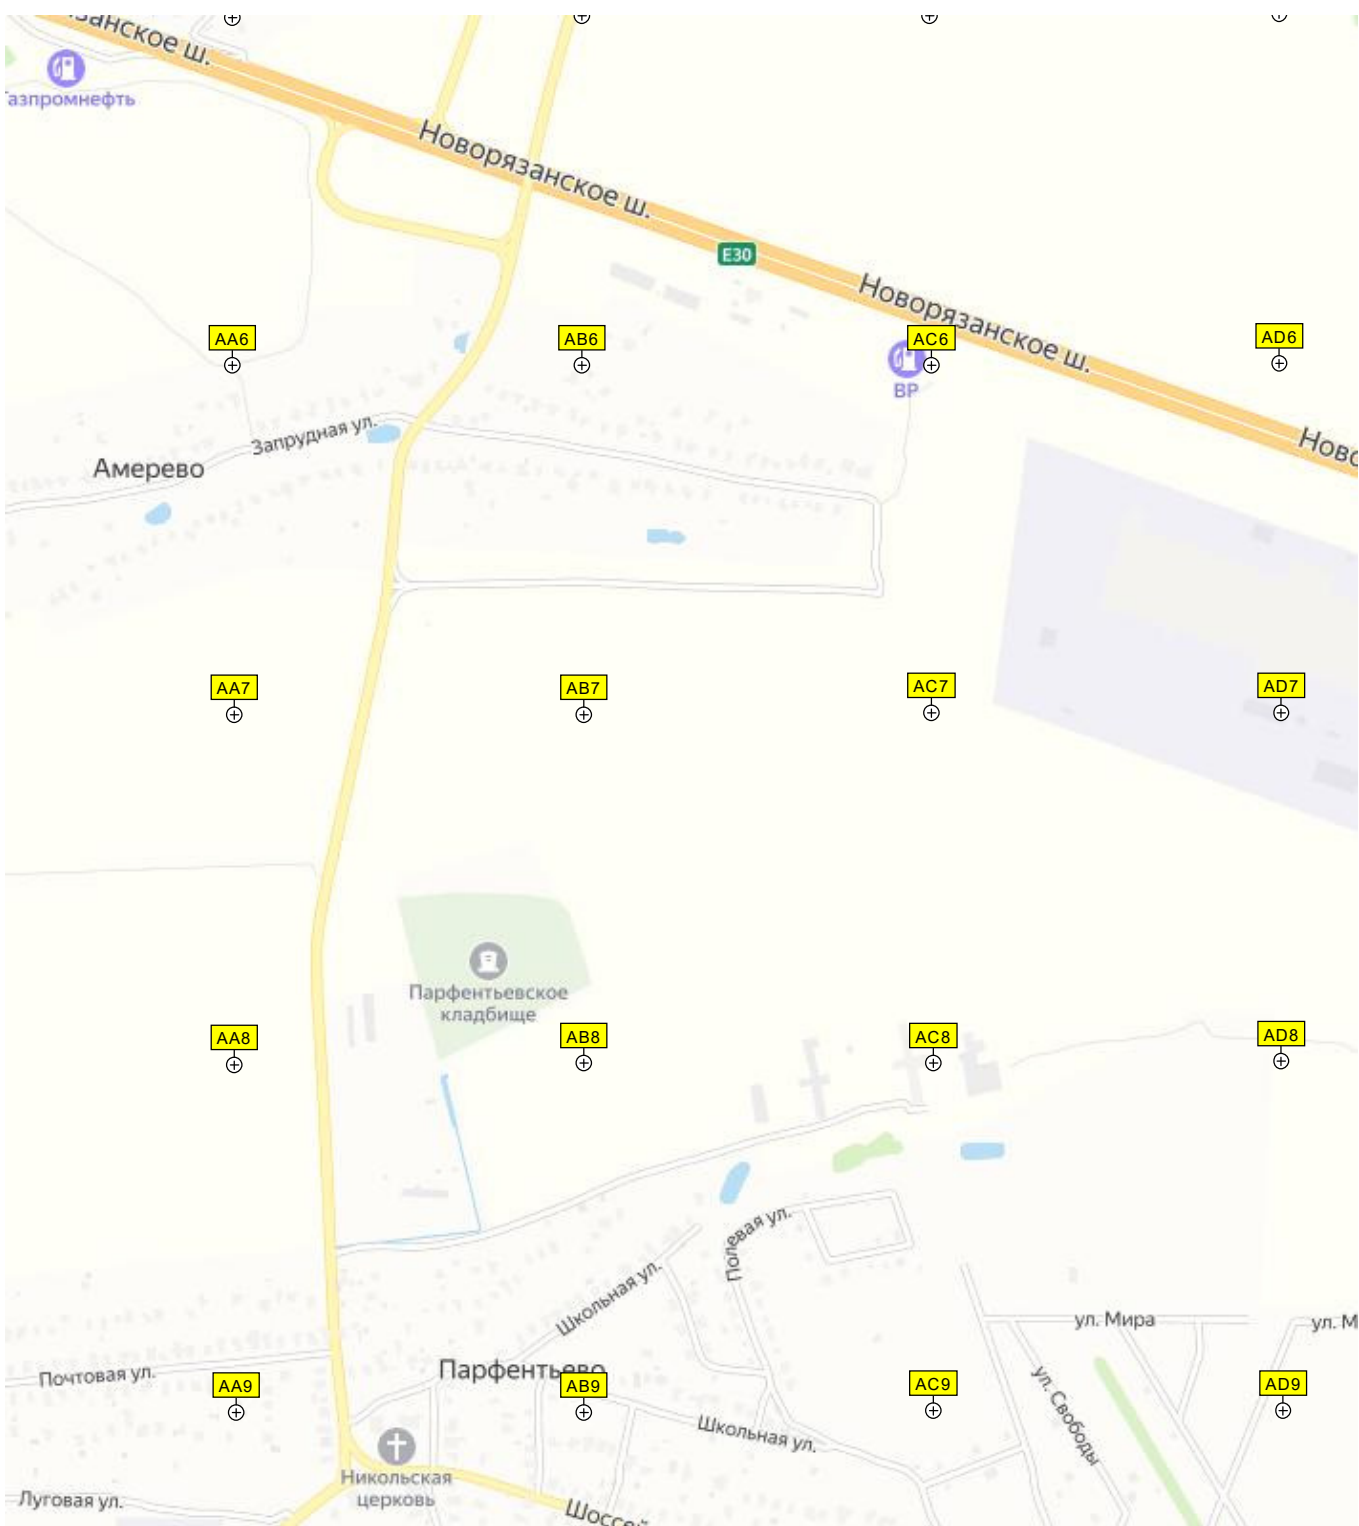 занское ш.
азпромнефть
Новорязанское ш.
E30
Новорязанское ш.
AA6
AB6
AC6
AD6
BP
Запрудная ул.
Ново
Амерево
AA7
AB7
AC7
AD7
Парфентьевское
кладбище
AA8
AB8
AC8
AD8
Полевая ул.
Школьная ул.
ул. Мира
ул. М
Почтовая ул.
Парфентьево
AA9
AB9
AC9
AD9
ул. Свободы
Школьная ул.
Никольская
церковь
Луговая ул.
Шоссей